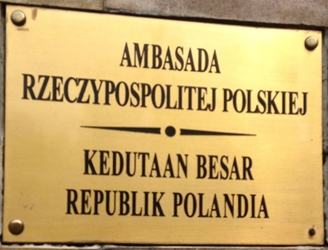 AMBASADA
RZECZYPOSPOLITEJ POLSKIEJ
KEDUTAAN BESAR
REPUBLIK POLANDIA